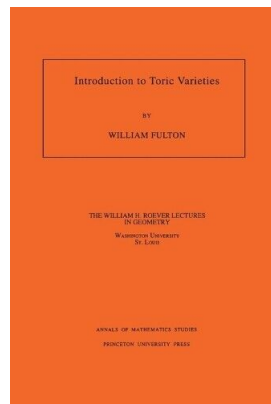 Introduction to Toric Varieties
BY
WILLIAM FULTON
THE WILLIAM H. ROEVER LECTURES
IN GEOMETRY
WASHINGTON UNIVERSITY
ST. LOUIS
ANNALS OF MATHEMATICS STUDIES
PRINCETON UNIVERSITY PRESS